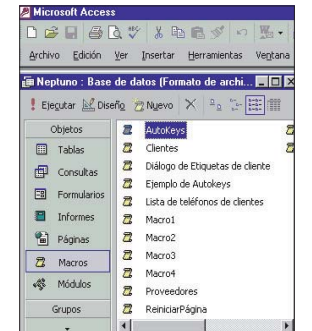 Microsoft Access
Archivo Edición Ver Insertar Herramientas Ventana
Neptuno : Base de datos (Formato de archi...
Ejecutar Diseño Nuevo
Objetos
Tablas
Consultas
Formularios
Informes
Páginas
Macros
Módulos
Grupos
AutoKeys
Clientes
Diálogo de Etiquetas de cliente
Ejemplo de Autokeys
Lista de teléfonos de clientes
Macro1
Macro2
Macro3
Macro4
Proveedores
ReiniciarPágina